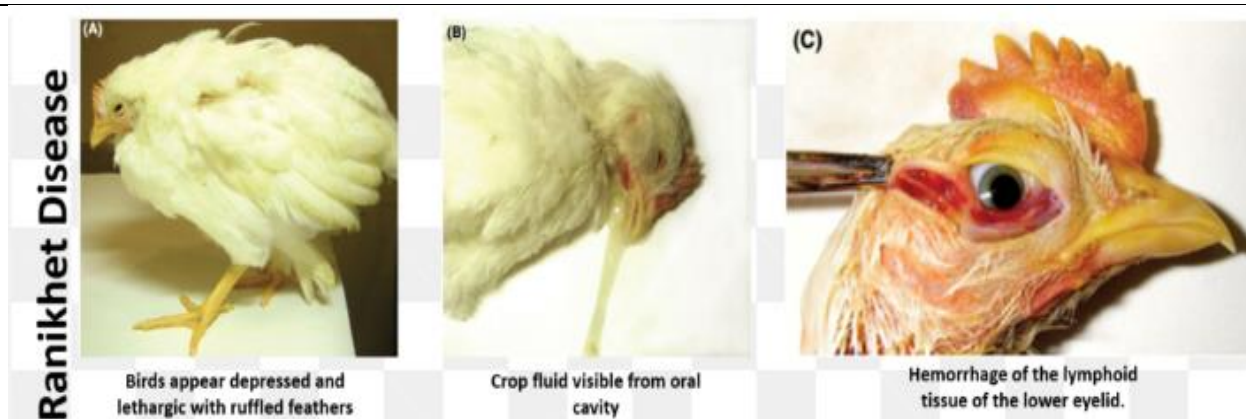 Ranikhet Disease
(A)
(B)
(C)
Birds appear depressed and
lethargic with ruffled feathers
Crop fluid visible from oral
cavity
Hemorrhage of the lymphoid
tissue of the lower eyelid.